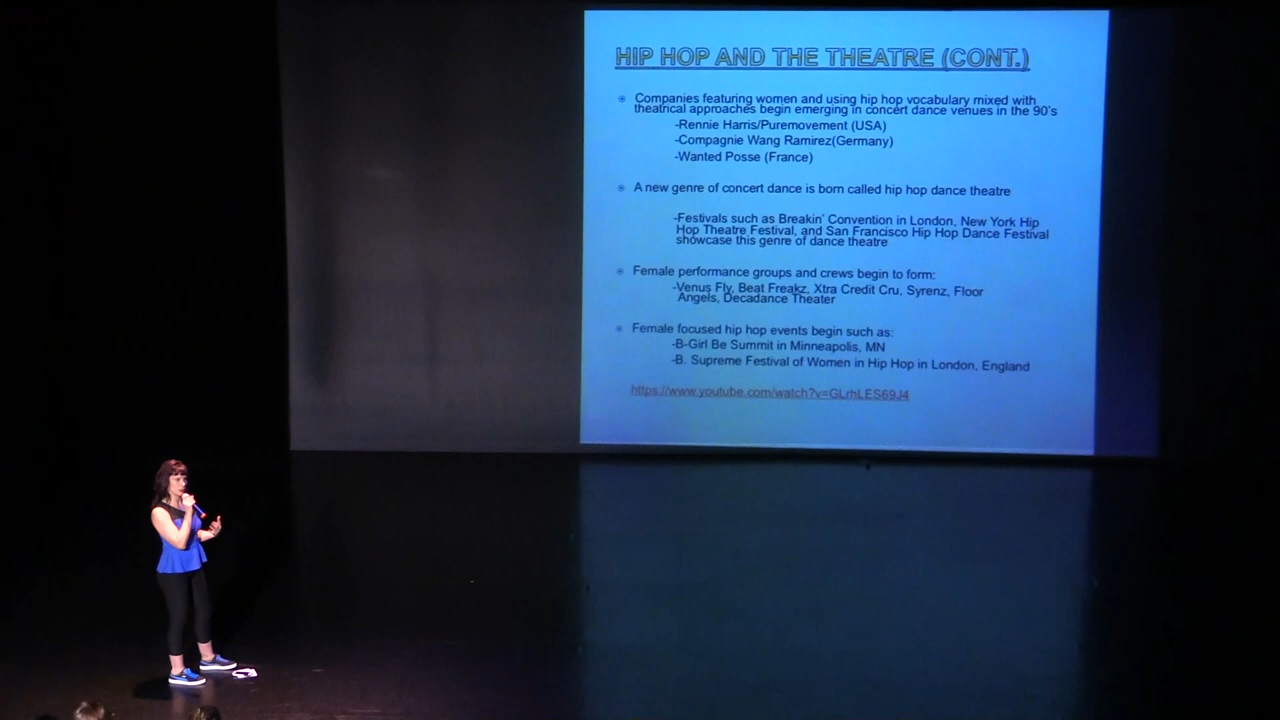 HIP HOP AND THE THEATRE (CONT.)
Companies featuring women and using hip hop vocabulary mixed with
theatrical approaches begin emerging in concert dance venues in the 90's
-Rennie Harris/Puremovement (USA)
-Compagnie Wang Ramirez(Germany)
-Wanted Posse (France)
A new genre of concert dance is born called hip hop dance theatre
-Festivals such as Breakin' Convention in London, New York Hip
Hop Theatre Festival, and San Francisco Hip Hop Dance Festival
showcase this genre of dance theatre
Female performance groups and crews begin to form:
-Venus Fly, Beat Freakz, Xtra Credit Cru, Syrenz, Floor
Angels, Decadance Theater
Female focused hip hop events begin such as:
-B-Girl Be Summit in Minneapolis, MN
-B. Supreme Festival of Women in Hip Hop in London, England
https://www.youtube.com/watch?v=GLrhLES69J4